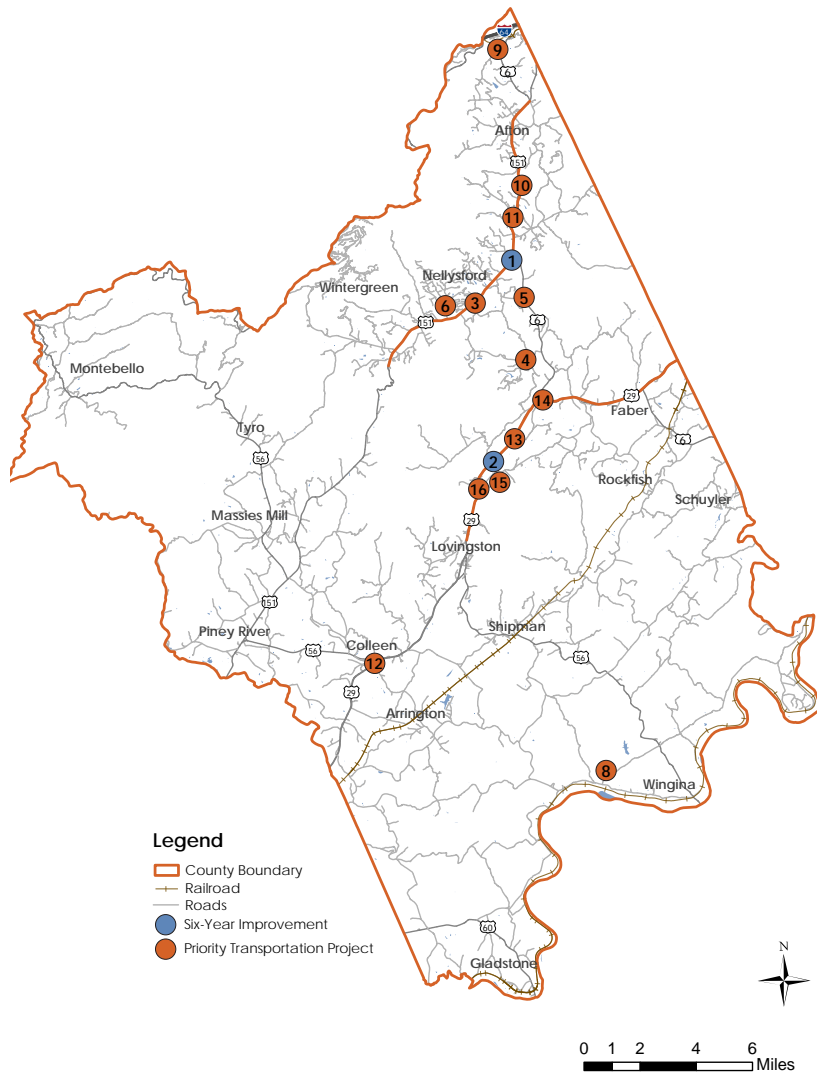 64
9
6
Afton
151
10
11
1
Nellysford
Wintergreen
6
3
5
151
6
4
Montebello
14
29
Faber
Tyro
13
6
56
2
Rockfish
16
15
Schuyler
Massies Mill
29
Lovingston
151
Piney River
Shipman
56
Colleen
56
12
29
Arrington
8
Wingina
Legend
County Boundary
Railroad
Roads
Six-Year Improvement
Priority Transportation Project
60
Gladstone
N
0 1 2 4 6
Miles